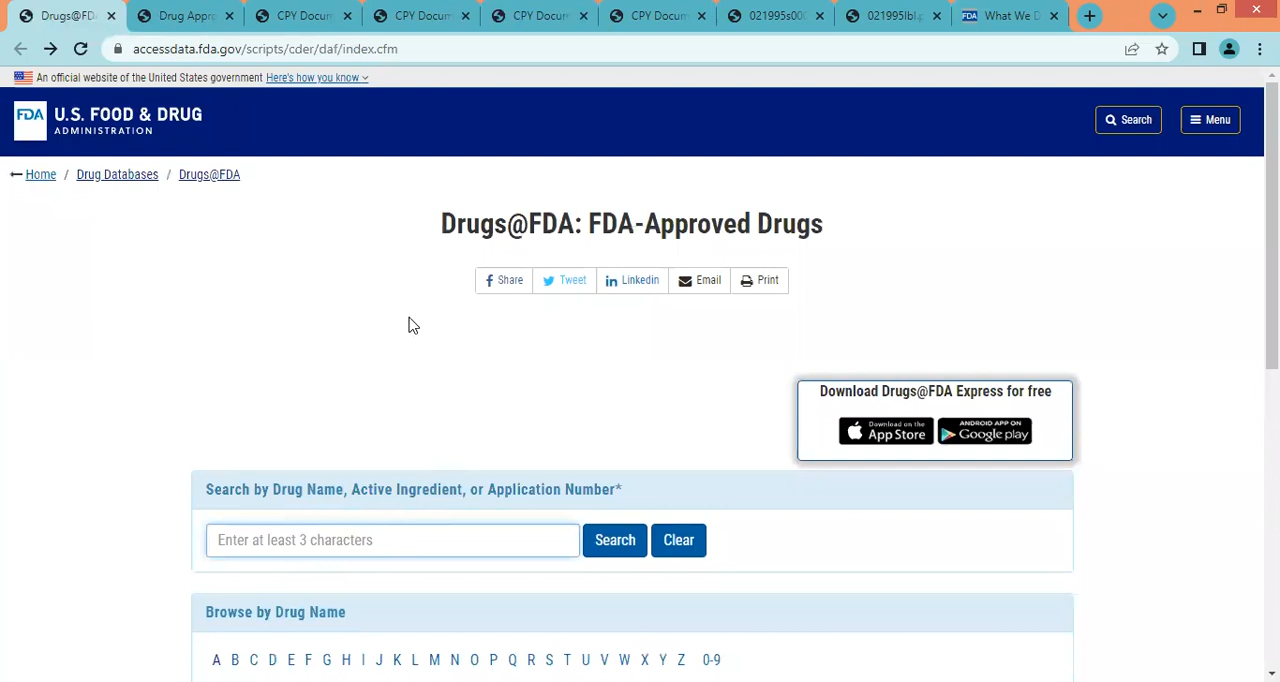 Drugs@FD
Drug Appro
CPY Docum
CPY Docum
CPY Docum
CPY Docum
021995s000
021995lbl.p
FDA What We D
accessdata.fda.gov/scripts/cder/daf/index.cfm
An official website of the United States government Here's how you know
FDA U.S. FOOD & DRUG
ADMINISTRATION
Search
Menu
Home / Drug Databases / Drugs@FDA
Drugs@FDA: FDA-Approved Drugs
Share Tweet Linkedin Email Print
Download Drugs@FDA Express for free
Download on the App Store
ANDROID APP ON Google play
Search by Drug Name, Active Ingredient, or Application Number*
Enter at least 3 characters Search Clear
Browse by Drug Name
A B C D E F G H I J K L M N O P Q R S T U V W X Y Z 0-9